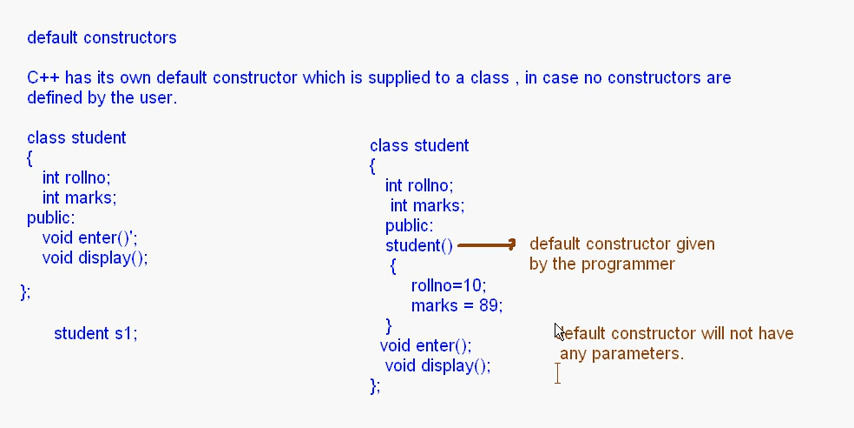 default constructors
C++ has its own default constructor which is supplied to a class , in case no constructors are
defined by the user.
class student
{
int rollno;
int marks;
public:
void enter()';
void display();
};
student s1;
class student
{
int rollno;
int marks;
public:
student()
{
rollno=10;
marks = 89;
}
void enter();
void display();
};
default constructor given
by the programmer
default constructor will not have
any parameters.